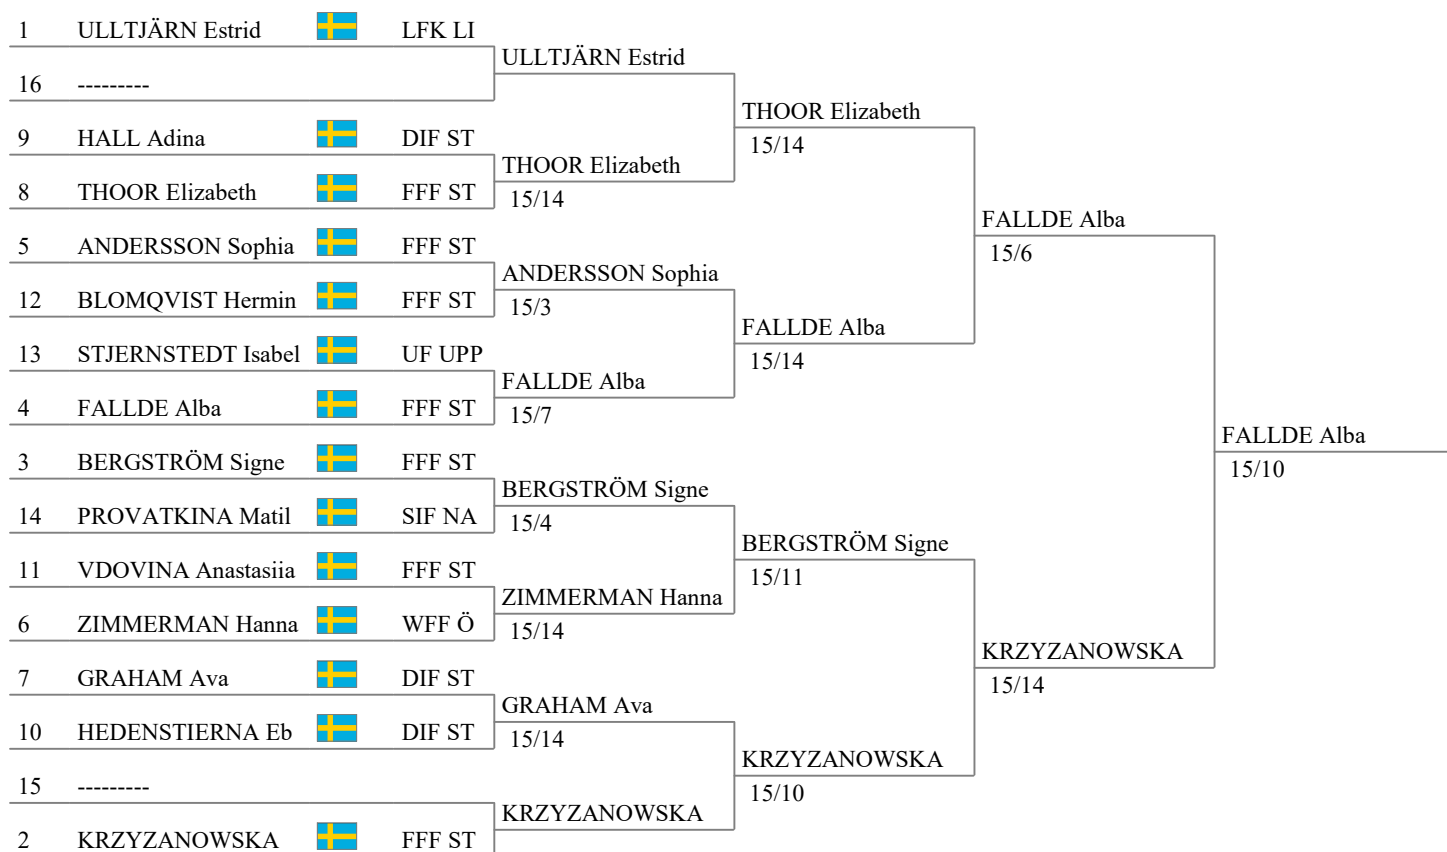 1 ULLTJÄRN Estrid LFK LI
16 ---------
9 HALL Adina DIF ST
8 THOOR Elizabeth FFF ST
5 ANDERSSON Sophia FFF ST
12 BLOMQVIST Hermin FFF ST
13 STJERNSTEDT Isabel UF UPP
4 FALLDE Alba FFF ST
3 BERGSTRÖM Signe FFF ST
14 PROVATKINA Matil SIF NA
11 VDOVINA Anastasiia FFF ST
6 ZIMMERMAN Hanna WFF Ö
7 GRAHAM Ava DIF ST
10 HEDENSTIERNA Eb DIF ST
15 ---------
2 KRZYZANOWSKA FFF ST
ULLTJÄRN Estrid
THOOR Elizabeth
15/14
ANDERSSON Sophia
15/3
FALLDE Alba
15/7
BERGSTRÖM Signe
15/4
ZIMMERMAN Hanna
15/14
GRAHAM Ava
15/14
KRZYZANOWSKA
THOOR Elizabeth
15/14
FALLDE Alba
15/14
BERGSTRÖM Signe
15/11
KRZYZANOWSKA
15/10
FALLDE Alba
15/6
KRZYZANOWSKA
15/14
FALLDE Alba
15/10